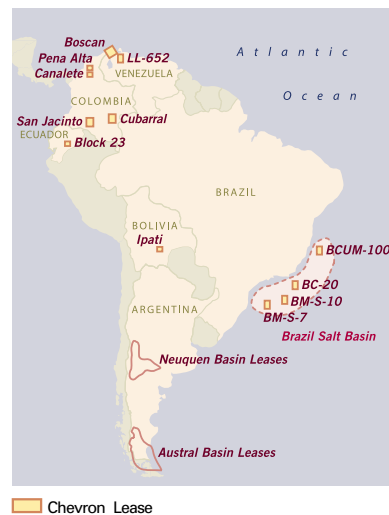 Boscan
Pena Alta
LL-652
Canalete
VENEZUELA
Atlantic
Ocean
COLOMBIA
San Jacinto
Cubarral
ECUADOR
Block 23
BRAZIL
BOLIVIA
Ipati
BCUM-100
BC-20
BM-S-10
BM-S-7
ARGENTINA
Brazil Salt Basin
Neuquen Basin Leases
Austral Basin Leases
Chevron Lease